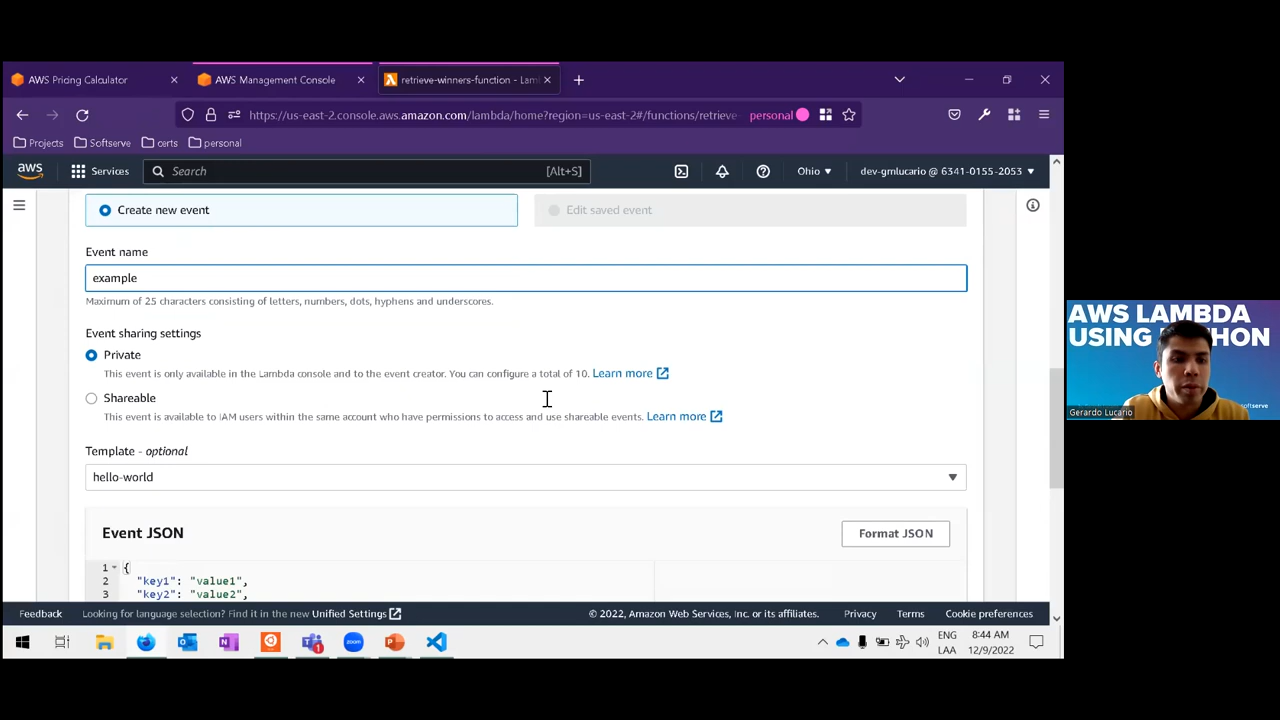 AWS Pricing Calculator
AWS Management Console
retrieve-winners-function - Lam
https://us-east-2.console.aws.amazon.com/lambda/home?region=us-east-2#/functions/retrieve
personal
Projects
Softserve
certs
personal
aws
Services
Search
[Alt+S]
Ohio
dev-gmlucario @ 6341-0155-2053
Create new event
Edit saved event
Event name
example
Maximum of 25 characters consisting of letters, numbers, dots, hyphens and underscores.
Event sharing settings
Private
This event is only available in the Lambda console and to the event creator. You can configure a total of 10. Learn more
Shareable
This event is available to IAM users within the same account who have permissions to access and use shareable events. Learn more
Template - optional
hello-world
Event JSON
Format JSON
1 {
2 "key1": "value1",
3 "key2": "value2",
Feedback
Looking for language selection? Find it in the new Unified Settings
© 2022, Amazon Web Services, Inc. or its affiliates.
Privacy
Terms
Cookie preferences
ENG
LAA
8:44 AM
12/9/2022
AWS LAMBDA
USING
HON
Gerardo Lucario
softserve